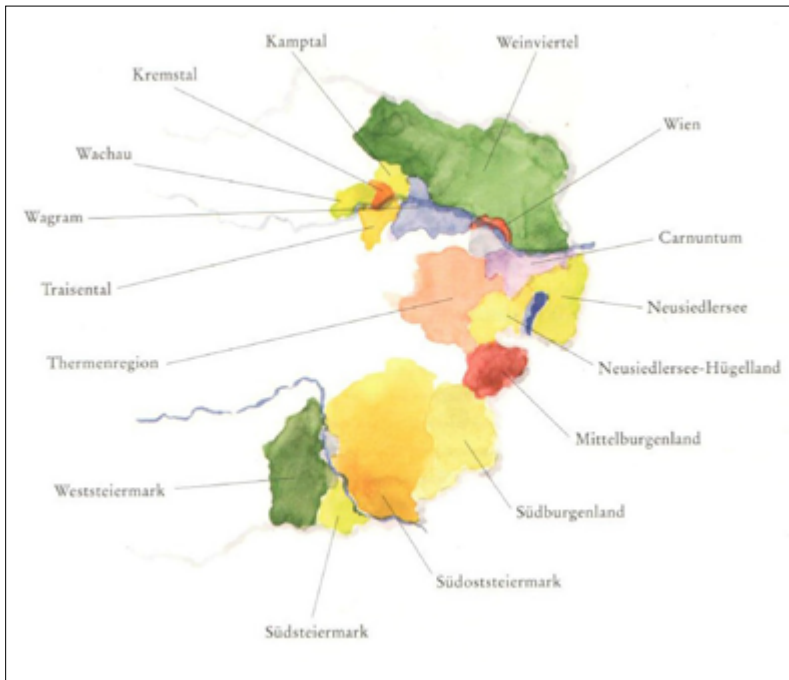 Kamptal
Weinviertel
Kremstal
Wien
Wachau
Wagram
Carnuntum
Traisental
Neusiedlersee
Thermenregion
Neusiedlersee-Hügelland
Mittelburgenland
Weststeiermark
Südburgenland
Südoststeiermark
Südsteiermark